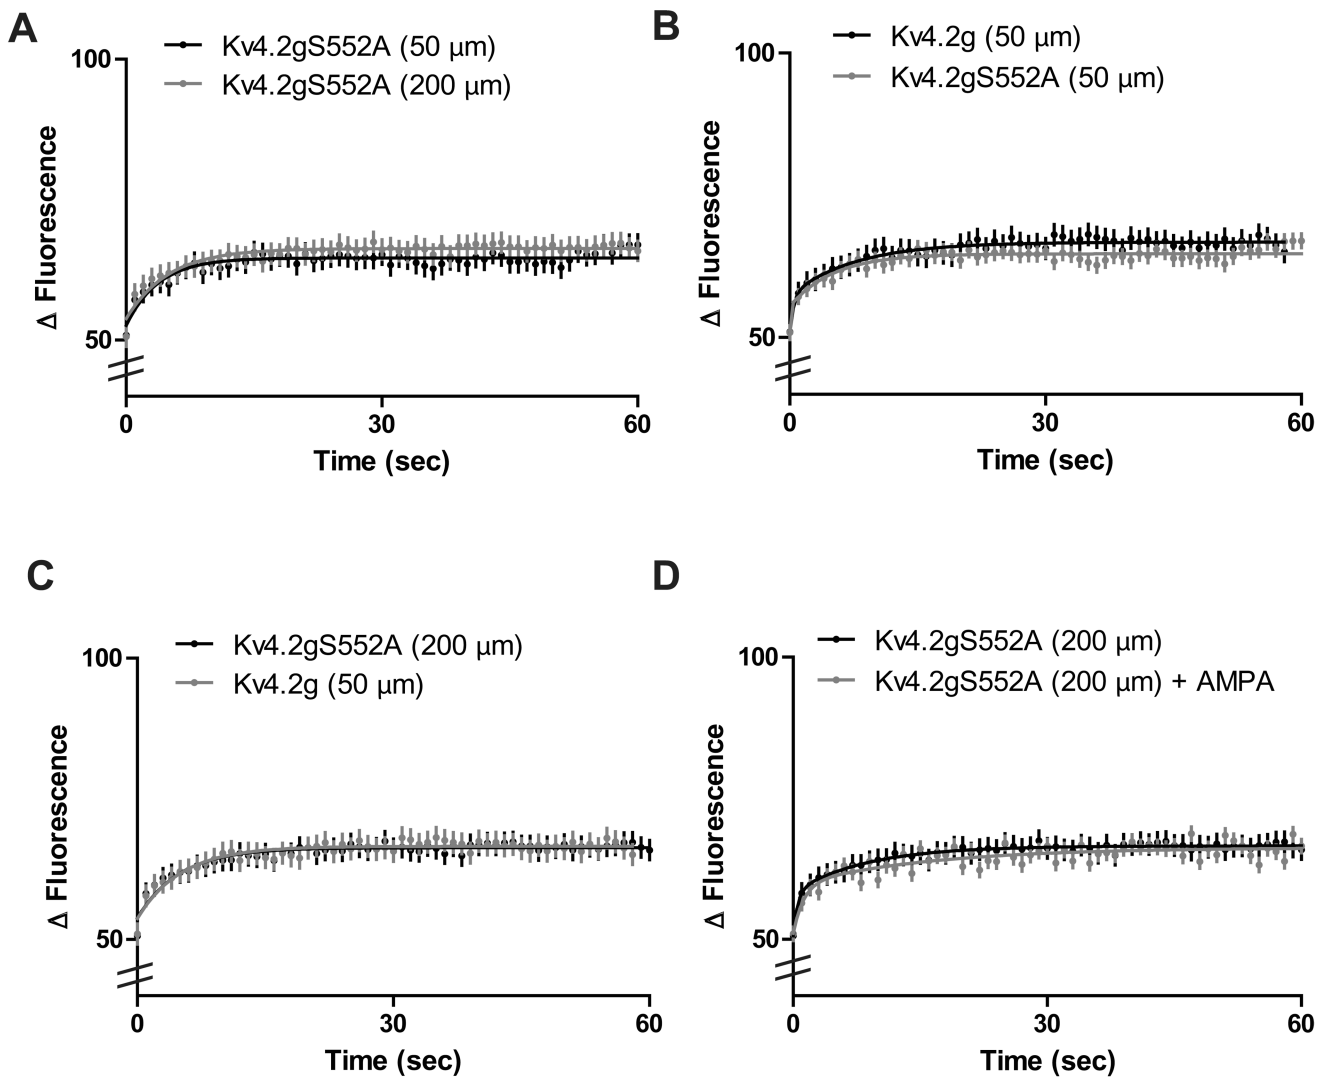 A
Kv4.2gS552A (50 µm)
Kv4.2gS552A (200 µm)
100
50
Δ Fluorescence
0
30
60
Time (sec)
B
Kv4.2g (50 µm)
Kv4.2gS552A (50 µm)
100
50
Δ Fluorescence
0
30
60
Time (sec)
C
Kv4.2gS552A (200 µm)
Kv4.2g (50 µm)
100
50
Δ Fluorescence
0
30
60
Time (sec)
D
Kv4.2gS552A (200 µm)
Kv4.2gS552A (200 µm) + AMPA
100
50
Δ Fluorescence
0
30
60
Time (sec)